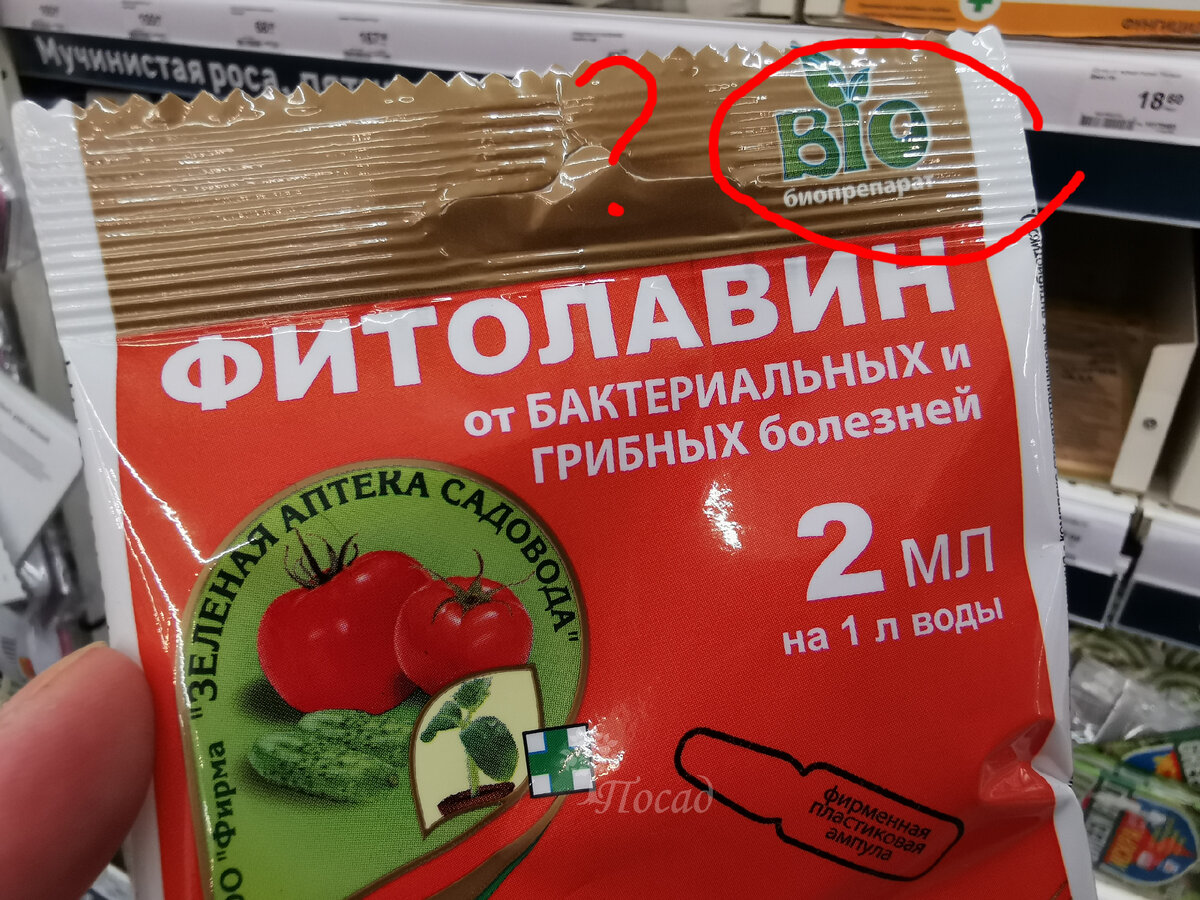 Мучнистая роса,
18 60
?
BIO
биопрепарат
ФИТОЛАВИН
от БАКТЕРИАЛЬНЫХ и
ГРИБНЫХ болезней
2 МЛ
на 1 л воды
"ЗЕЛЕНАЯ АПТЕКА САДОВОДА"
ОО "Фирма
Посад
фирменная
пластиковая
ампула